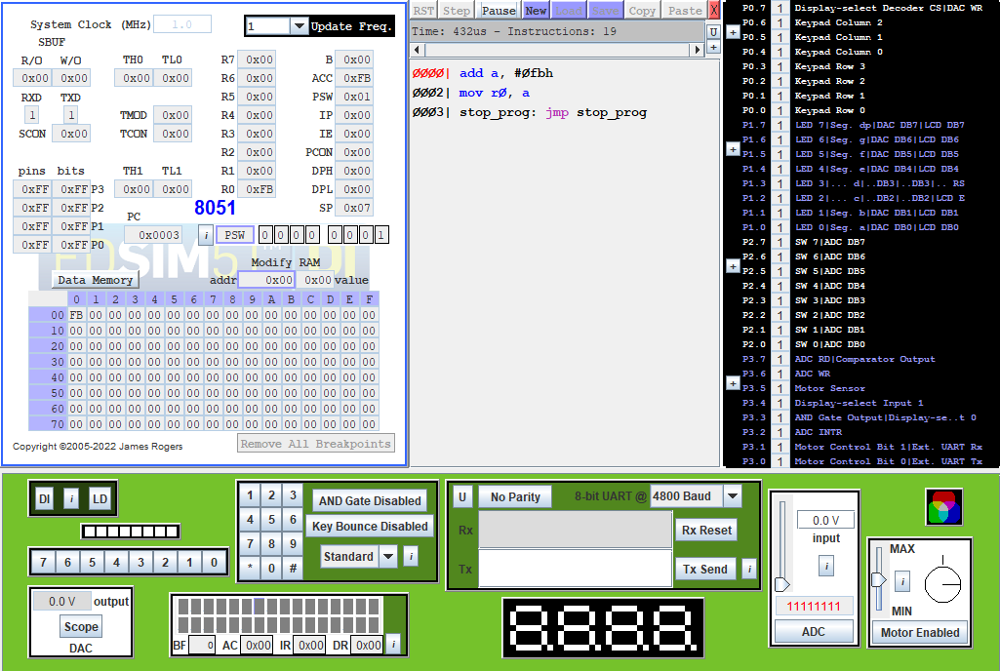 System Clock (MHz) 1.0 1 Update Freq.
SBUF
R/O W/O TH0 TL0 R7 0x00 B 0x00
0x00 0x00 0x00 0x00 R6 0x00 ACC 0xFB
RXD TXD R5 0x00 PSW 0x01
1 1 TMOD 0x00 R4 0x00 IP 0x00
SCON 0x00 TCON 0x00 R3 0x00 IE 0x00
R2 0x00 PCON 0x00
pins bits TH1 TL1 R1 0x00 DPH 0x00
0xFF 0xFF P3 0x00 0x00 R0 0xFB DPL 0x00
0xFF 0xFF P2 8051 SP 0x07
0xFF 0xFF P1 PC
0xFF 0xFF P0 0x0003 i PSW 0 0 0 0 0 0 0 1
EDSIM51 DI
Modify RAM
Data Memory addr 0x00 0x00 value
0 1 2 3 4 5 6 7 8 9 A B C D E F
00 FB 00 00 00 00 00 00 00 00 00 00 00 00 00 00 00
10 00 00 00 00 00 00 00 00 00 00 00 00 00 00 00 00
20 00 00 00 00 00 00 00 00 00 00 00 00 00 00 00 00
30 00 00 00 00 00 00 00 00 00 00 00 00 00 00 00 00
40 00 00 00 00 00 00 00 00 00 00 00 00 00 00 00 00
50 00 00 00 00 00 00 00 00 00 00 00 00 00 00 00 00
60 00 00 00 00 00 00 00 00 00 00 00 00 00 00 00 00
70 00 00 00 00 00 00 00 00 00 00 00 00 00 00 00 00
Copyright ©2005-2022 James Rogers Remove All Breakpoints
RST Step Pause New Load Save Copy Paste X
Time: 432us - Instructions: 19 U
+
0000| add a, #0fbh
0002| mov r0, a
0003| stop_prog: jmp stop_prog
P0.7 1 Display-select Decoder CS|DAC WR
P0.6 1 Keypad Column 2
+ P0.5 1 Keypad Column 1
P0.4 1 Keypad Column 0
P0.3 1 Keypad Row 3
P0.2 1 Keypad Row 2
P0.1 1 Keypad Row 1
P0.0 1 Keypad Row 0
P1.7 1 LED 7|Seg. dp|DAC DB7|LCD DB7
P1.6 1 LED 6|Seg. g|DAC DB6|LCD DB6
+ P1.5 1 LED 5|Seg. f|DAC DB5|LCD DB5
P1.4 1 LED 4|Seg. e|DAC DB4|LCD DB4
P1.3 1 LED 3|... d|..DB3|..DB3|.. RS
P1.2 1 LED 2|... c|..DB2|..DB2|LCD E
P1.1 1 LED 1|Seg. b|DAC DB1|LCD DB1
P1.0 1 LED 0|Seg. a|DAC DB0|LCD DB0
P2.7 1 SW 7|ADC DB7
P2.6 1 SW 6|ADC DB6
+ P2.5 1 SW 5|ADC DB5
P2.4 1 SW 4|ADC DB4
P2.3 1 SW 3|ADC DB3
P2.2 1 SW 2|ADC DB2
P2.1 1 SW 1|ADC DB1
P2.0 1 SW 0|ADC DB0
P3.7 1 ADC RD|Comparator Output
P3.6 1 ADC WR
+ P3.5 1 Motor Sensor
P3.4 1 Display-select Input 1
P3.3 1 AND Gate Output|Display-se..t 0
P3.2 1 ADC INTR
P3.1 1 Motor Control Bit 1|Ext. UART Rx
P3.0 1 Motor Control Bit 0|Ext. UART Tx
DI i LD
7 6 5 4 3 2 1 0
0.0 V output
Scope
DAC
1 2 3
4 5 6
7 8 9
* 0 #
AND Gate Disabled
Key Bounce Disabled
Standard i
BF 0 AC 0x00 IR 0x00 DR 0x00 i
U No Parity 8-bit UART @ 4800 Baud
Rx Rx Reset
Tx Tx Send i
8.8.8.8.
0.0 V
input
i
11111111
ADC
MAX
i
MIN
Motor Enabled